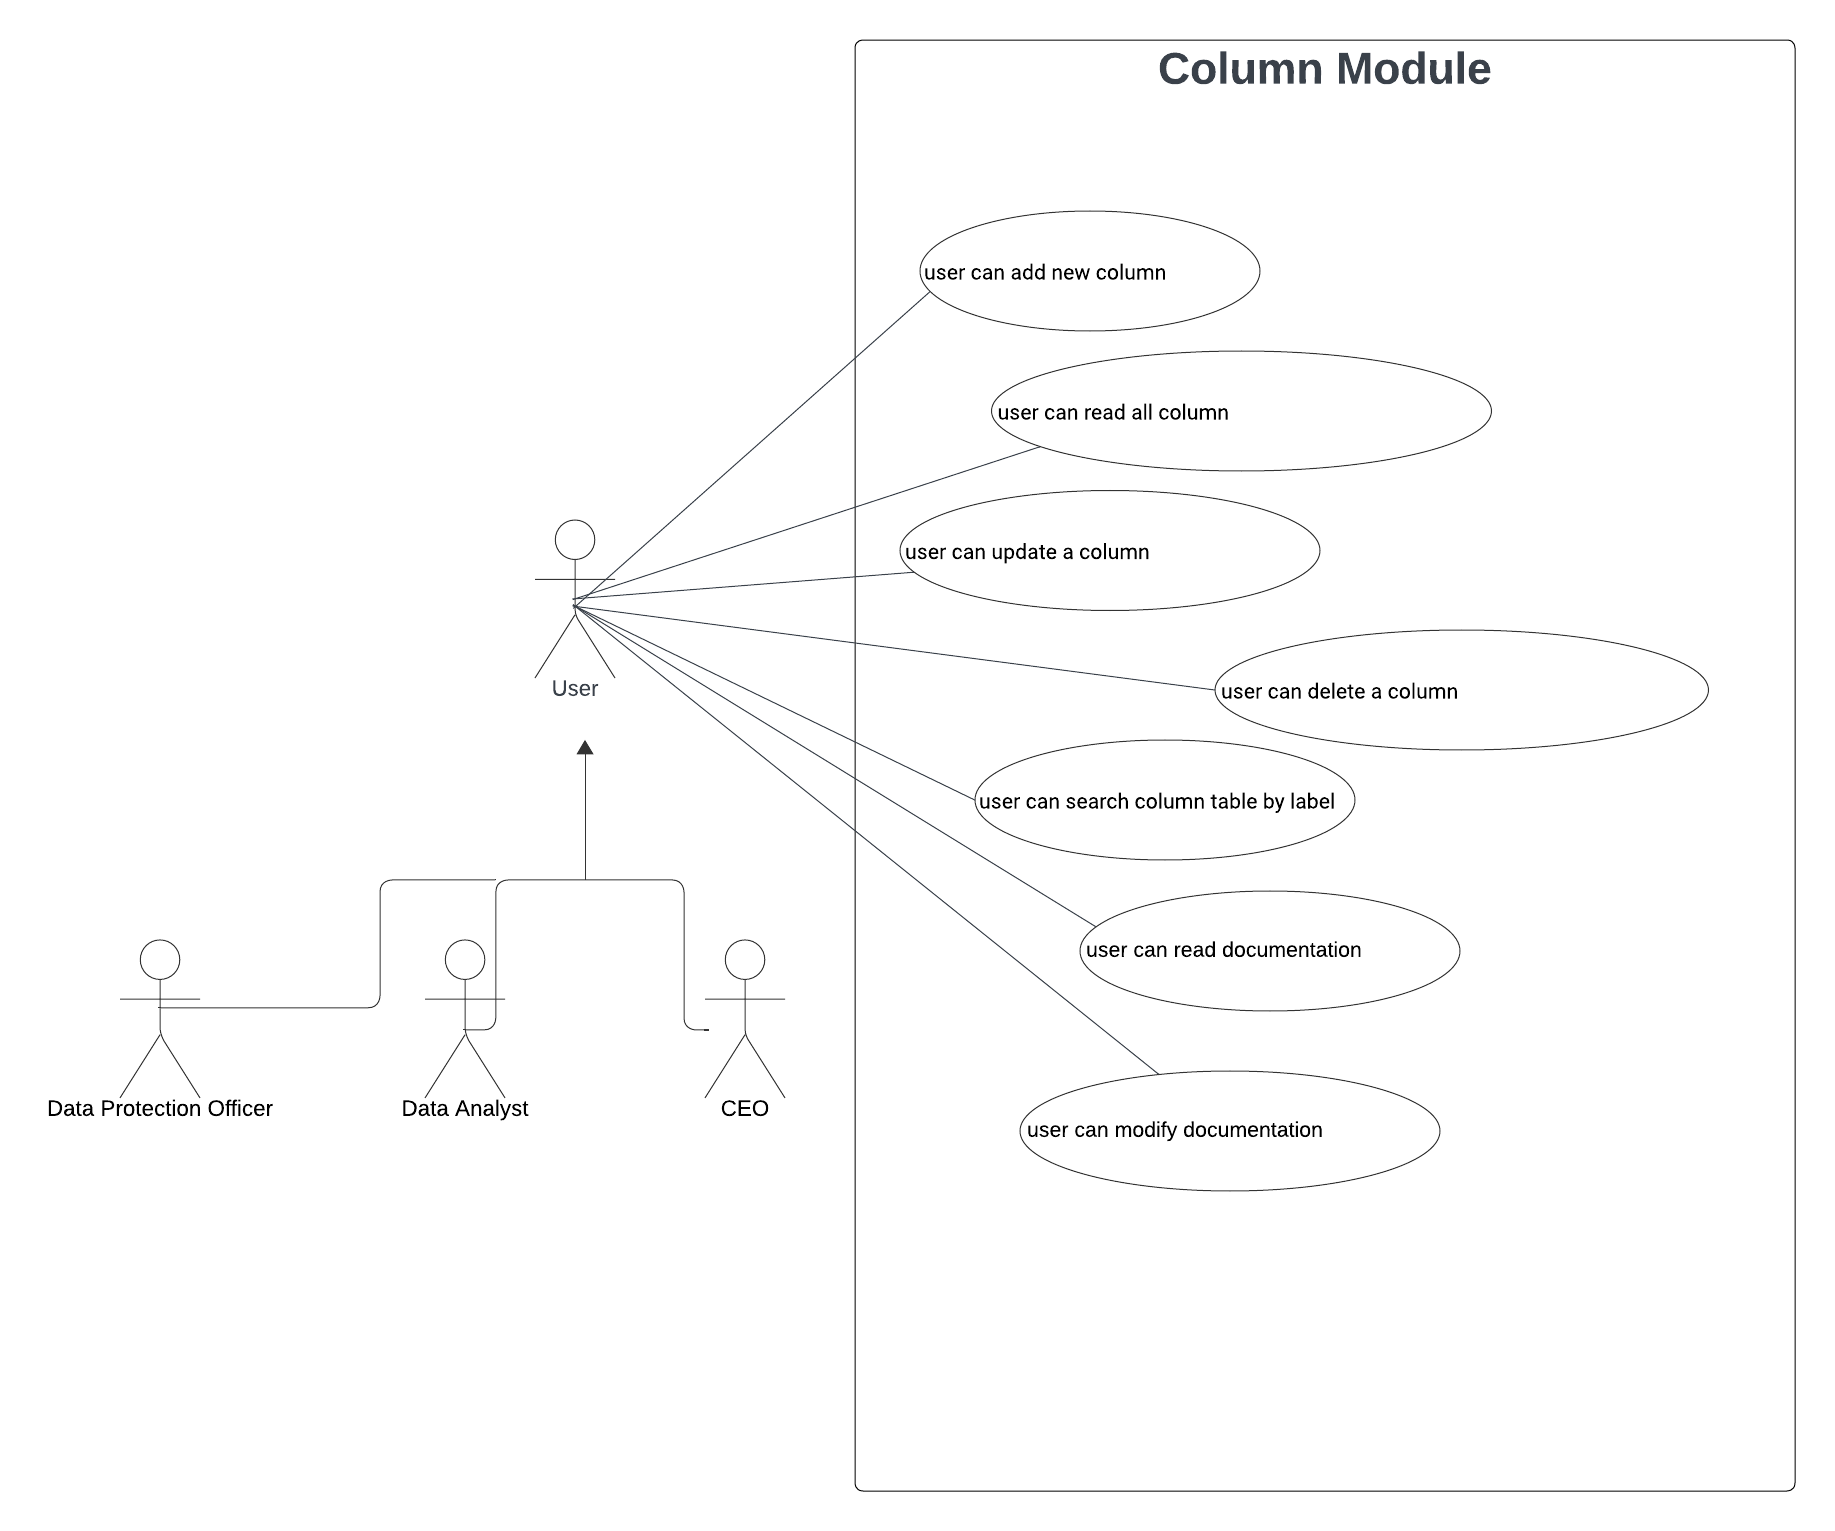 Column Module
user can add new column
user can read all column
user can update a column
User
user can delete a column
user can search column table by label
user can read documentation
Data Protection Officer
Data Analyst
CEO
user can modify documentation